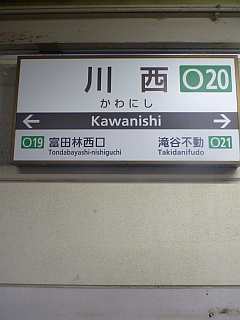 川西 O20
かわにし
← Kawanishi →
O19 富田林西口 滝谷不動 O21
Tondabayashi-nishiguchi Takidanifudo